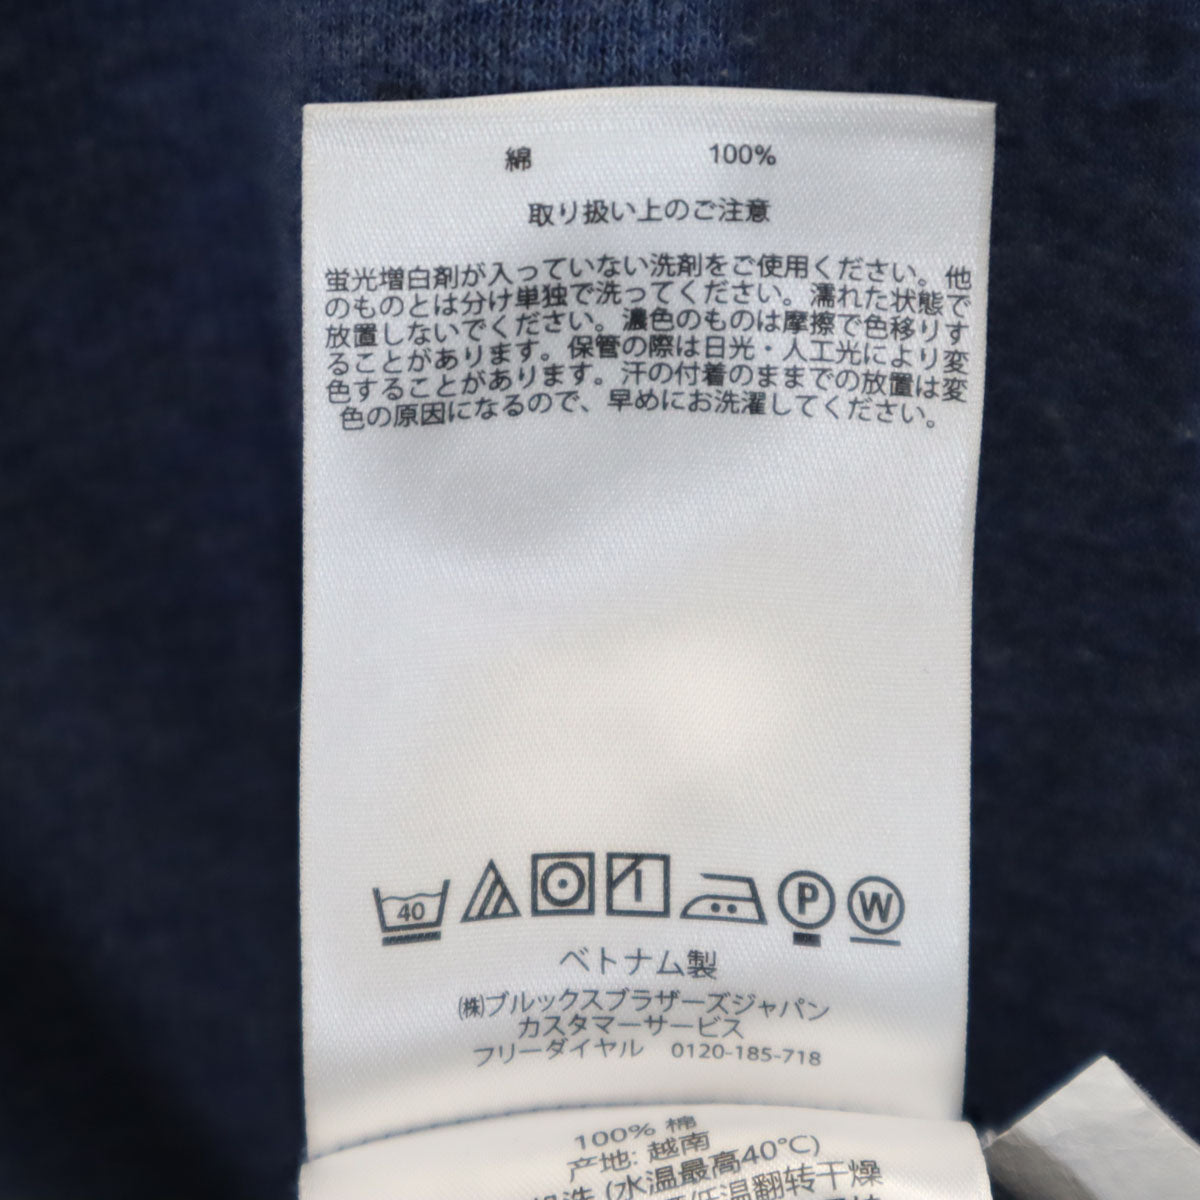 綿 100%
取り扱い上のご注意
蛍光増白剤が入っていない洗剤をご使用ください。他
のものとは分け単独で洗ってください。濡れた状態で
放置しないでください。濃色のものは摩擦で色移りす
ることがあります。保管の際は日光・人工光により変
色することがあります。汗の付着のままでの放置は変
色の原因になるので、早めにお洗濯してください。
40 P W
ベトナム製
㈱ブルックスブラザーズジャパン
カスタマーサービス
フリーダイヤル 0120-185-718
100% 棉
产地: 越南
洗 (水温最高40°C)
低温翻转干燥